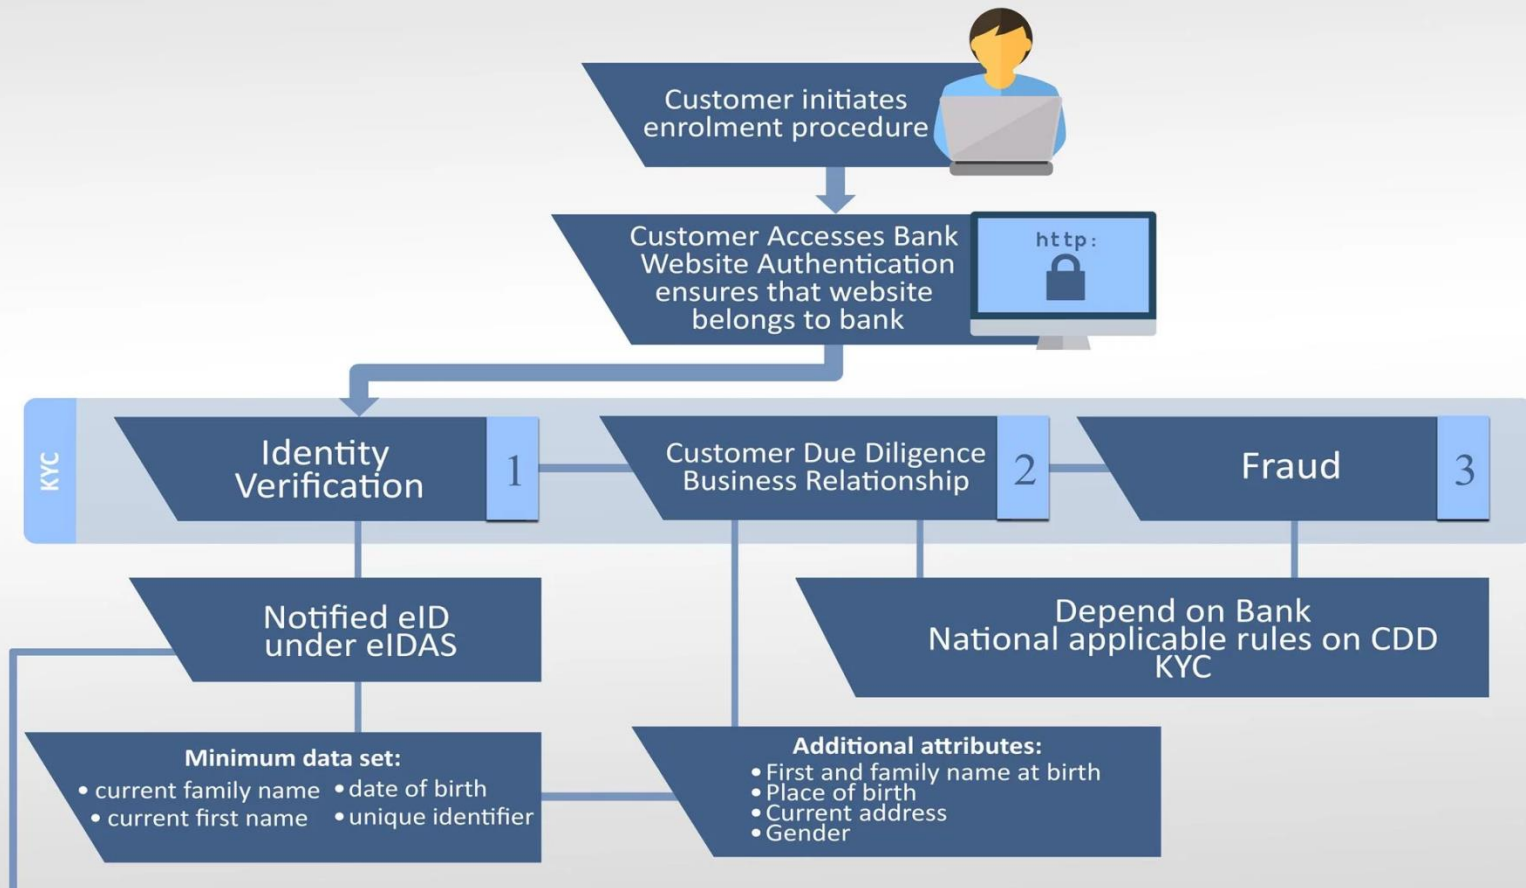 Customer initiates
enrolment procedure
Customer Accesses Bank
Website Authentication
ensures that website
belongs to bank
http:
KYC
Identity
Verification
1
Customer Due Diligence
Business Relationship
2
Fraud
3
Notified eID
under eIDAS
Depend on Bank
National applicable rules on CDD
KYC
Minimum data set:
• current family name • date of birth
• current first name • unique identifier
Additional attributes:
• First and family name at birth
• Place of birth
• Current address
• Gender